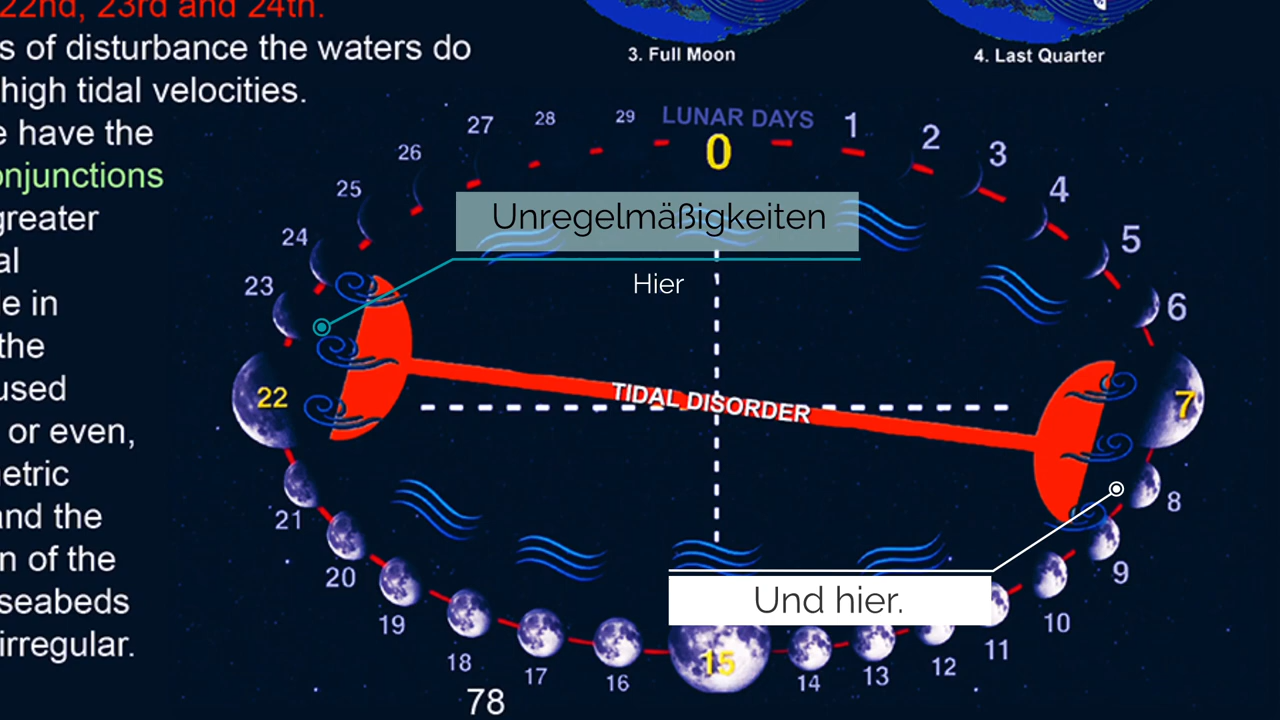 22nd, 23rd and 24th.
s of disturbance the waters do
high tidal velocities.
e have the
onjunctions
greater
al
le in
the
used
or even,
netric
and the
n of the
seabeds
irregular.
78
3. Full Moon
4. Last Quarter
LUNAR DAYS
0
1
2
3
4
5
6
7
8
9
10
11
12
13
14
15
16
17
18
19
20
21
22
23
24
25
26
27
28
29
Unregelmäßigkeiten
Hier
TIDAL DISORDER
Und hier.